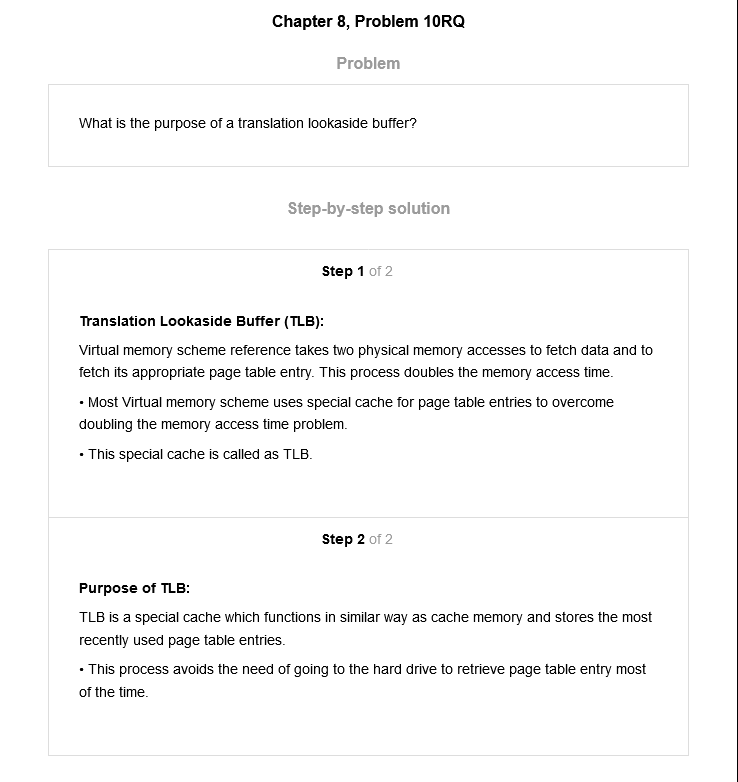 Chapter 8, Problem 10RQ
Problem
What is the purpose of a translation lookaside buffer?
Step-by-step solution
Step 1 of 2
Translation Lookaside Buffer (TLB):
Virtual memory scheme reference takes two physical memory accesses to fetch data and to
fetch its appropriate page table entry. This process doubles the memory access time.
• Most Virtual memory scheme uses special cache for page table entries to overcome
doubling the memory access time problem.
• This special cache is called as TLB.
Step 2 of 2
Purpose of TLB:
TLB is a special cache which functions in similar way as cache memory and stores the most
recently used page table entries.
• This process avoids the need of going to the hard drive to retrieve page table entry most
of the time.